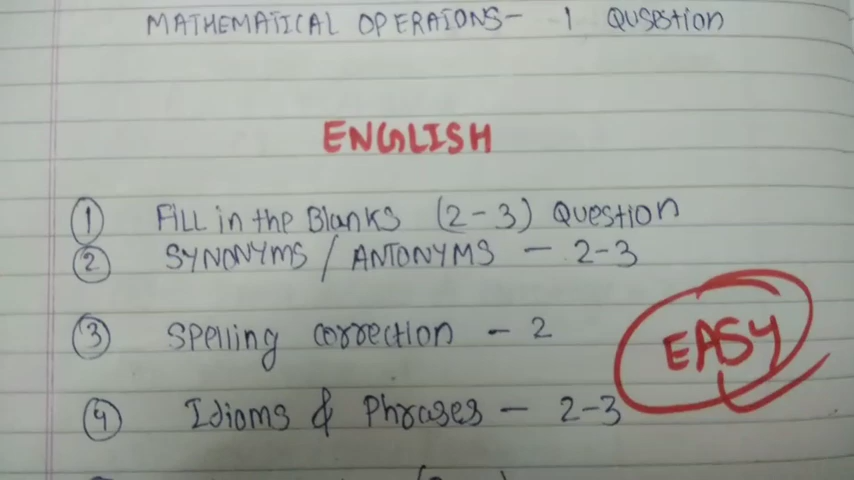 MATHEMATICAL OPERAIONS- 1 QUSESTION
ENGLISH
1 Fill in the Blanks (2-3) Question
2 SYNONYMS / ANTONYMS - 2-3
3 Spelling correction - 2
EASY
4 Idioms & Phrases - 2-3